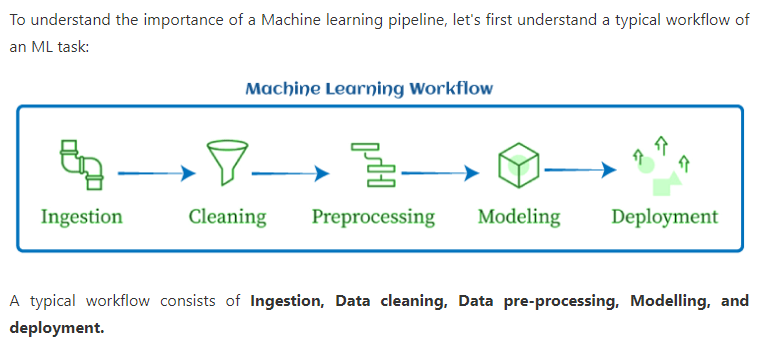 To understand the importance of a Machine learning pipeline, let's first understand a typical workflow of
an ML task:
Machine Learning Workflow
Ingestion Cleaning Preprocessing Modeling Deployment
A typical workflow consists of Ingestion, Data cleaning, Data pre-processing, Modelling, and
deployment.